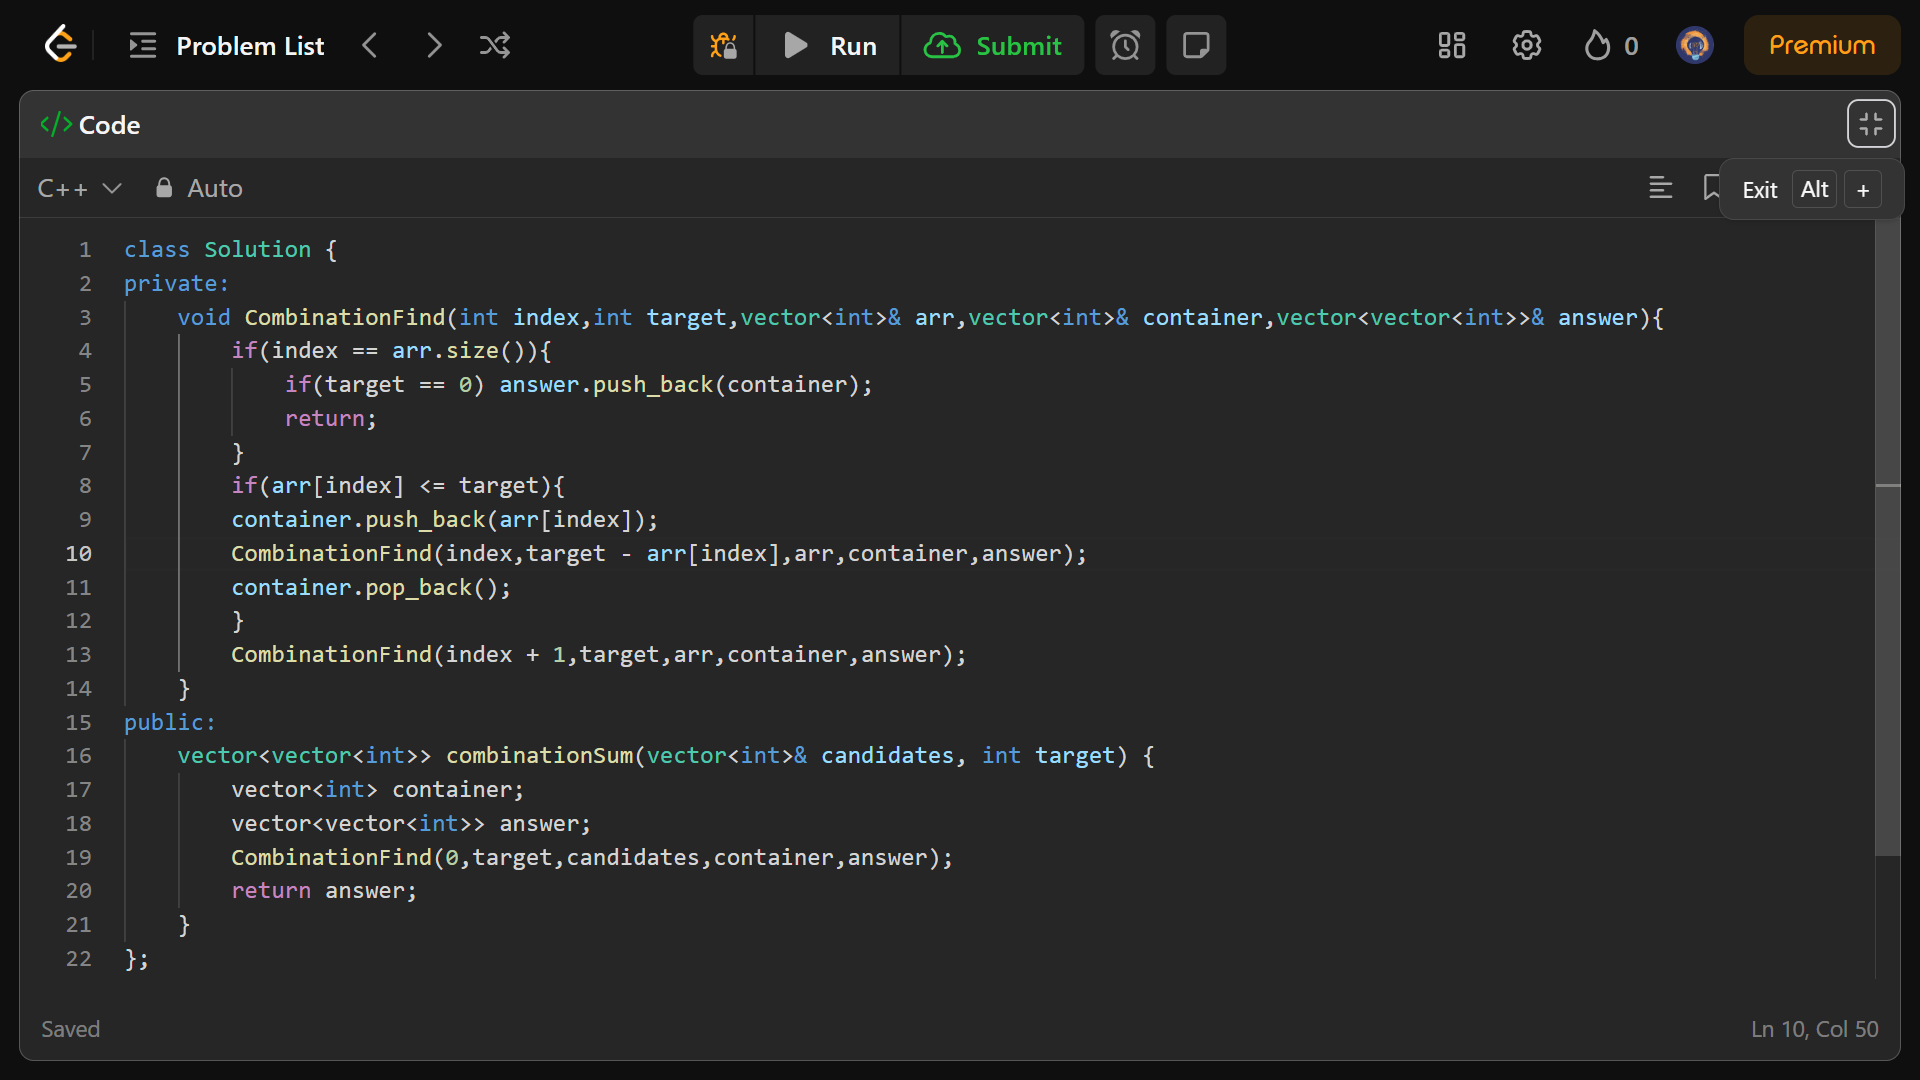 Problem List Run Submit 0 Premium
</> Code
C++ Auto Exit Alt +
1 class Solution {
2 private:
3     void CombinationFind(int index,int target,vector<int>& arr,vector<int>& container,vector<vector<int>>& answer){
4         if(index == arr.size()){
5             if(target == 0) answer.push_back(container);
6             return;
7         }
8         if(arr[index] <= target){
9         container.push_back(arr[index]);
10         CombinationFind(index,target - arr[index],arr,container,answer);
11         container.pop_back();
12         }
13         CombinationFind(index + 1,target,arr,container,answer);
14     }
15 public:
16     vector<vector<int>> combinationSum(vector<int>& candidates, int target) {
17         vector<int> container;
18         vector<vector<int>> answer;
19         CombinationFind(0,target,candidates,container,answer);
20         return answer;
21     }
22 };
Saved Ln 10, Col 50